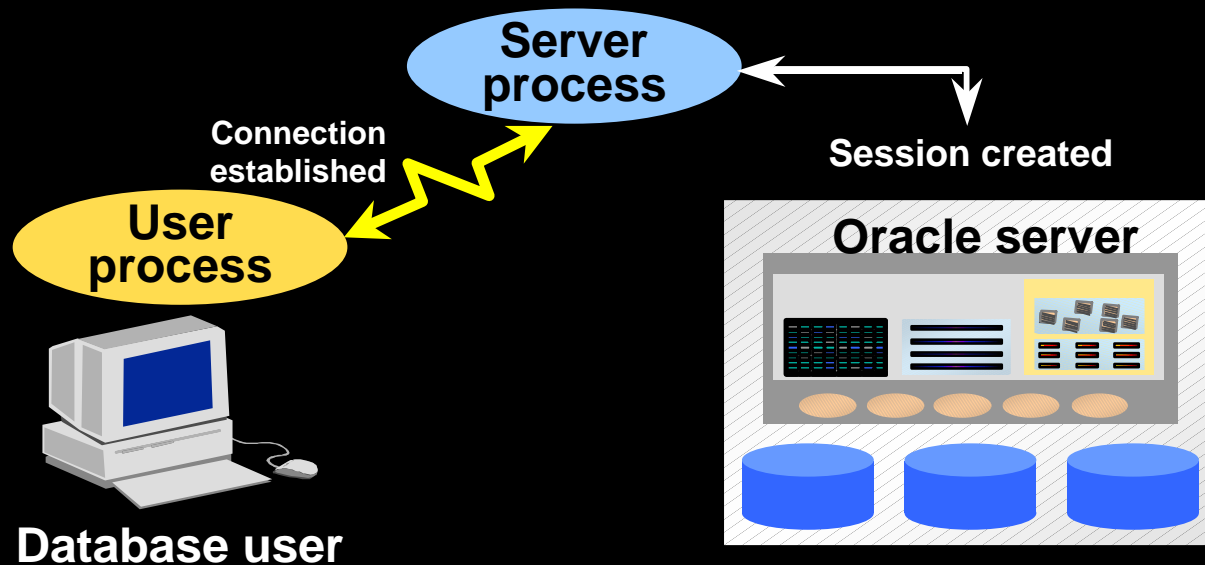 Server
process
Connection
established
Session created
User
process
Oracle server
Database user